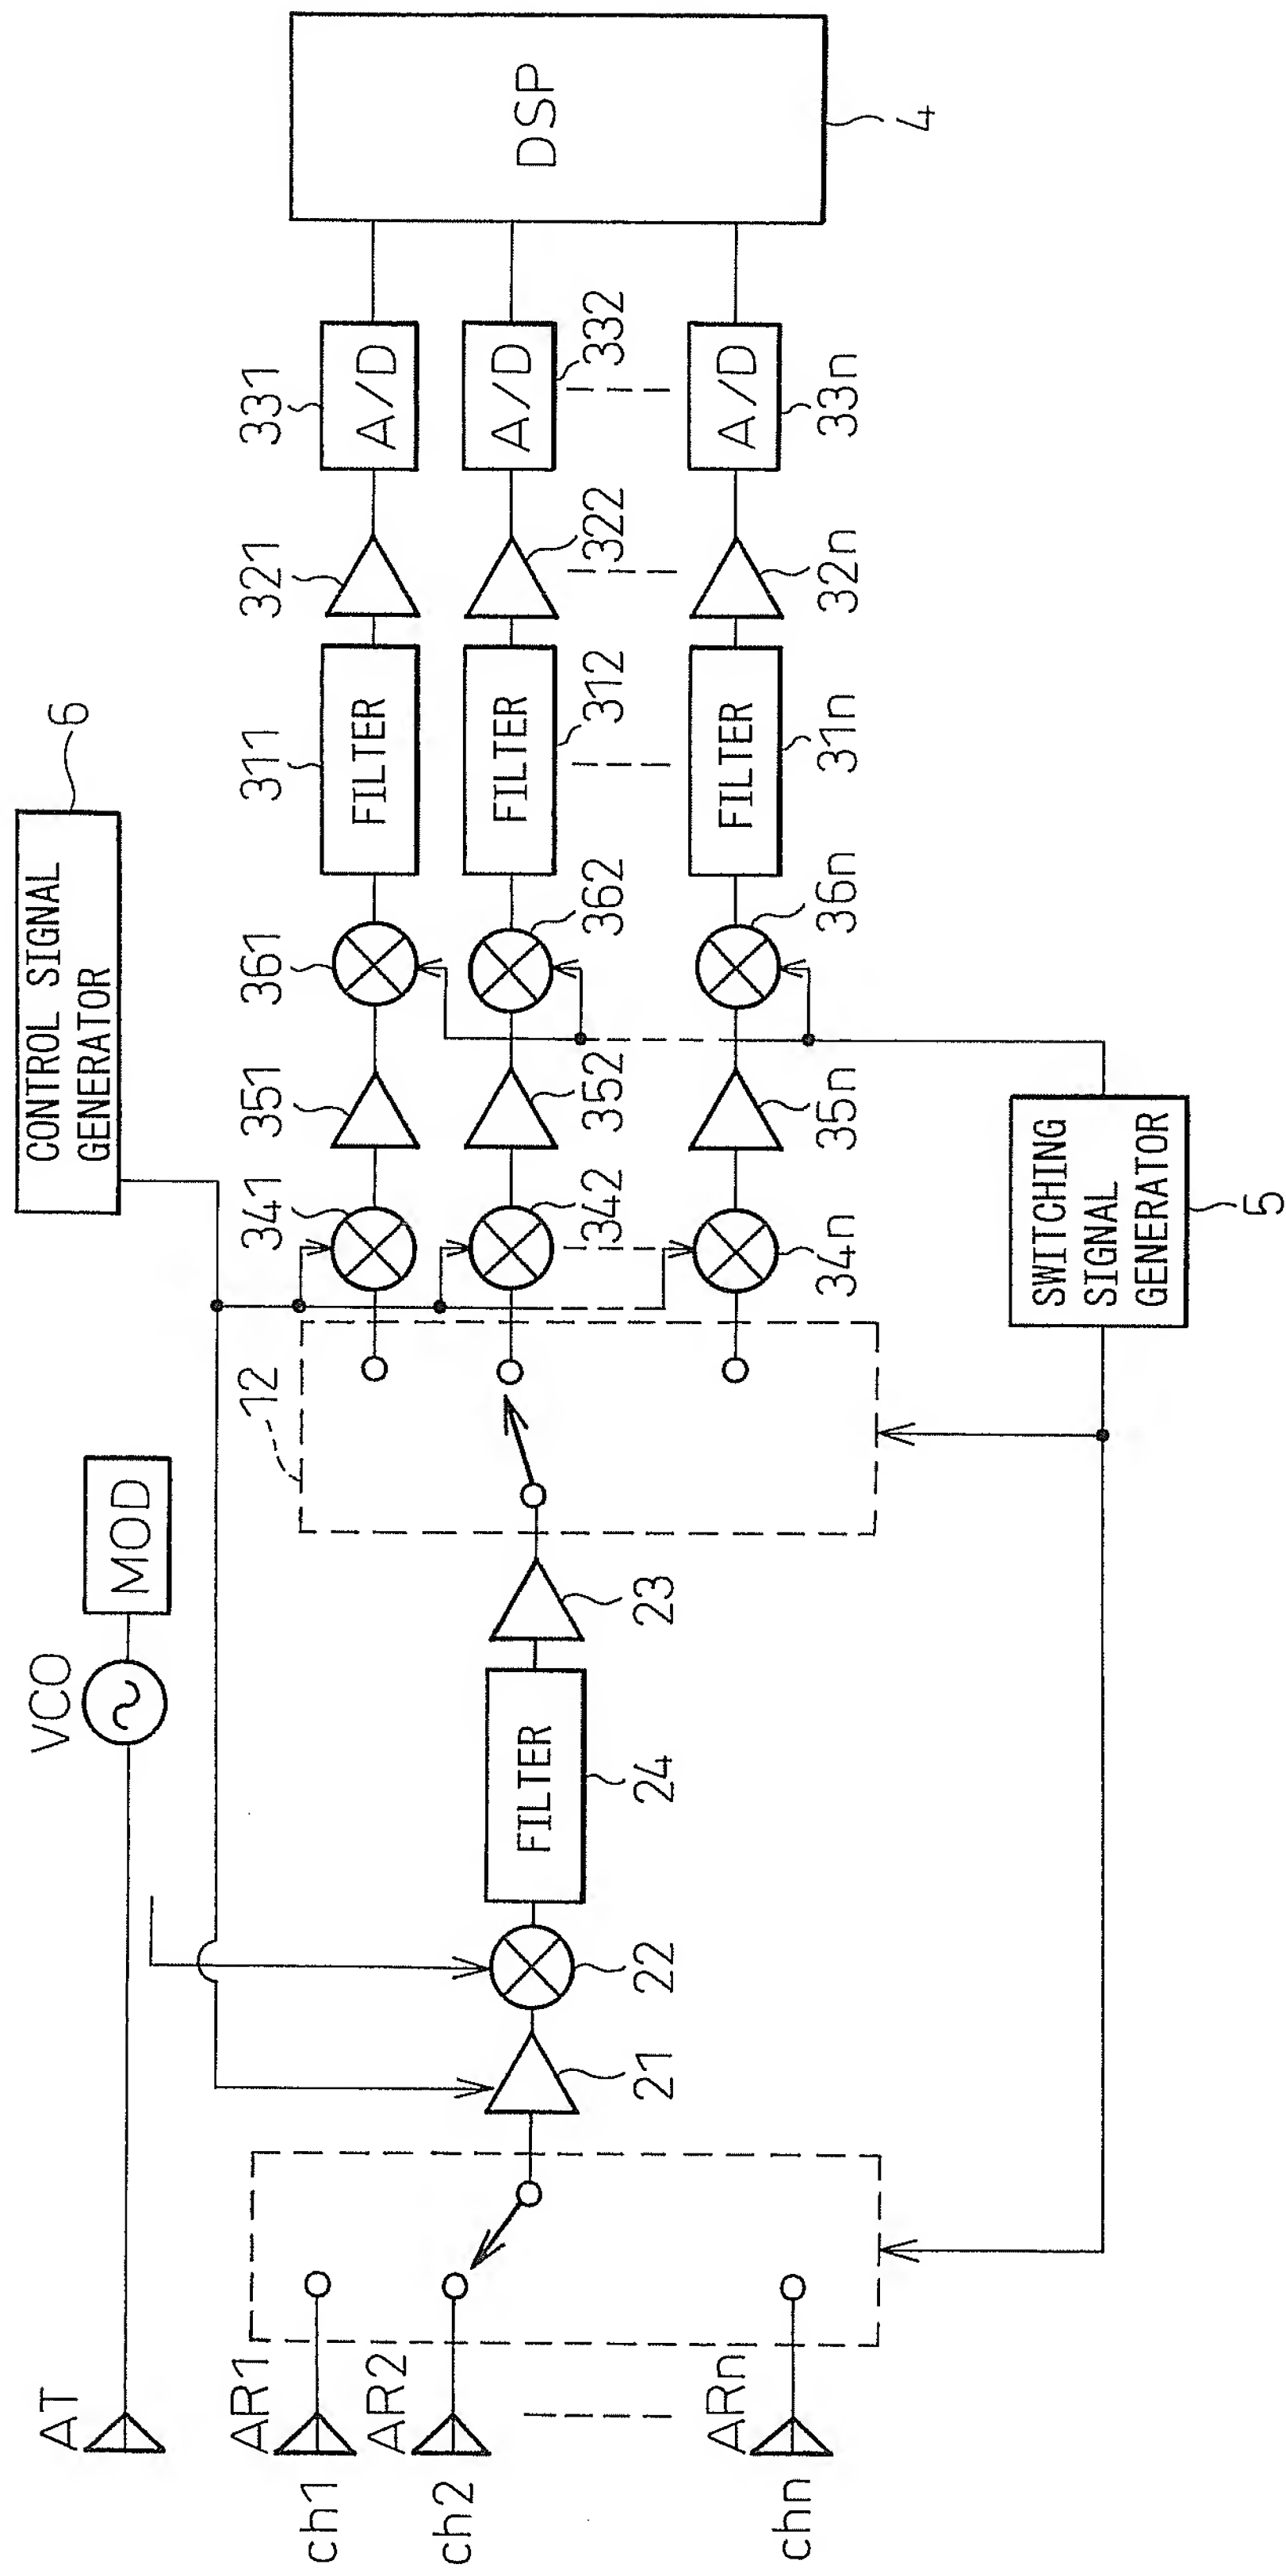 AT
VCO
MOD
CONTROL SIGNAL
GENERATOR
6
AR1
ch1
AR2
ch2
ARn
chn
21
22
FILTER
24
23
12
341
351
361
FILTER
311
321
A/D
331
342
352
362
FILTER
312
322
A/D
332
34n
35n
36n
FILTER
31n
32n
A/D
33n
DSP
4
SWITCHING
SIGNAL
GENERATOR
5